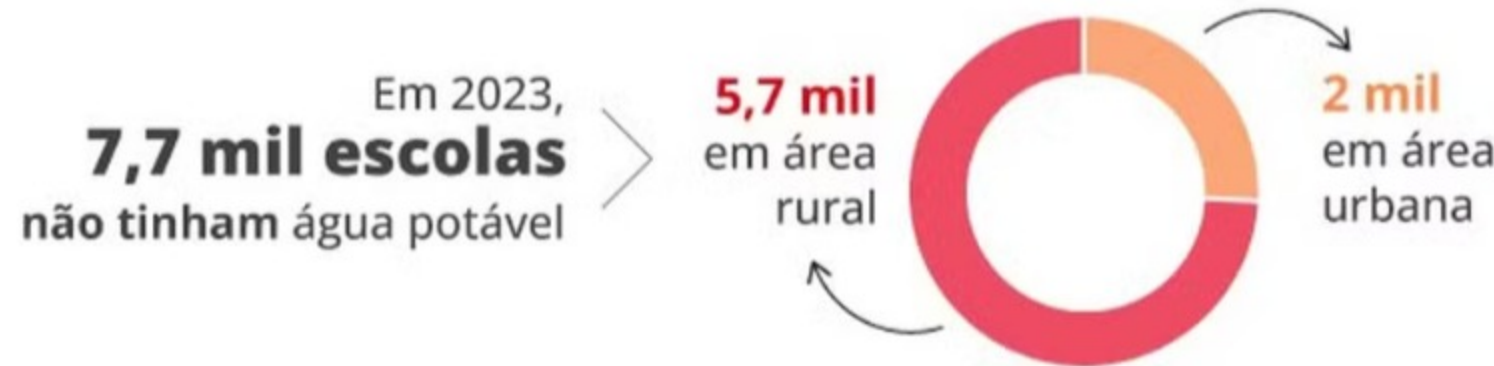 Em 2023,
7,7 mil escolas
não tinham água potável
5,7 mil
em área
rural
2 mil
em área
urbana